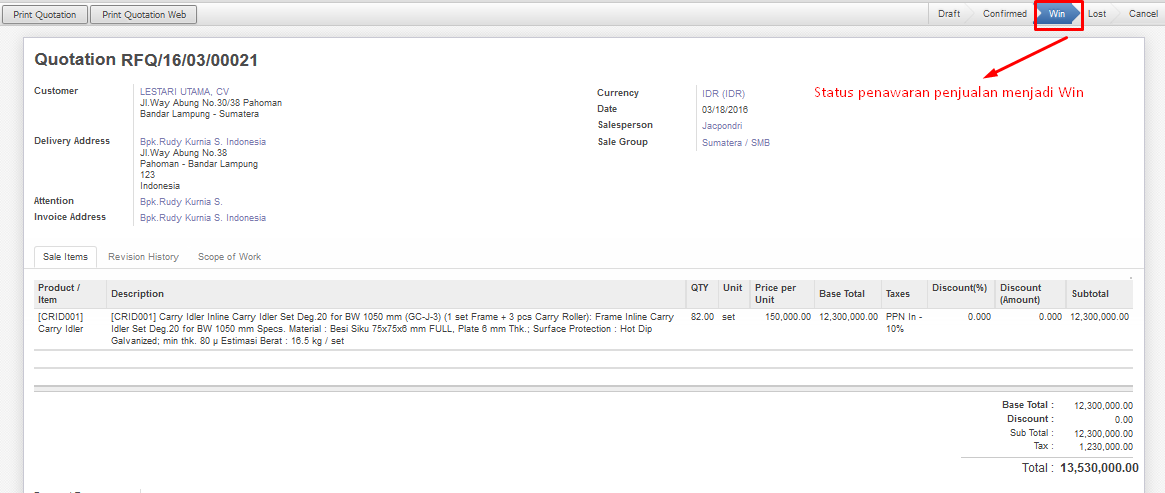 Print Quotation Print Quotation Web Draft Confirmed Win Lost Cancel
Quotation RFQ/16/03/00021
Status penawaran penjualan menjadi Win
Customer
LESTARI UTAMA, CV
Jl.Way Abung No.30/38 Pahoman
Bandar Lampung - Sumatera
Delivery Address
Bpk.Rudy Kurnia S. Indonesia
Jl.Way Abung No.38
Pahoman - Bandar Lampung
123
Indonesia
Attention Bpk.Rudy Kurnia S.
Invoice Address Bpk.Rudy Kurnia S. Indonesia
Currency IDR (IDR)
Date 03/18/2016
Salesperson Jacpondri
Sale Group Sumatera / SMB
Sale Items Revision History Scope of Work
Product / Item Description QTY Unit Price per Unit Base Total Taxes Discount(%) Discount (Amount) Subtotal
[CRID001] Carry Idler
[CRID001] Carry Idler Inline Carry Idler Set Deg.20 for BW 1050 mm (GC-J-3) (1 set Frame + 3 pcs Carry Roller): Frame Inline Carry
Idler Set Deg.20 for BW 1050 mm Specs. Material : Besi Siku 75x75x6 mm FULL, Plate 6 mm Thk.; Surface Protection : Hot Dip
Galvanized; min thk. 80 µ Estimasi Berat : 16.5 kg / set
82.00 set 150,000.00 12,300,000.00 PPN In - 10% 0.000 0.000 12,300,000.00
Base Total : 12,300,000.00
Discount : 0.00
Sub Total : 12,300,000.00
Tax : 1,230,000.00
Total : 13,530,000.00